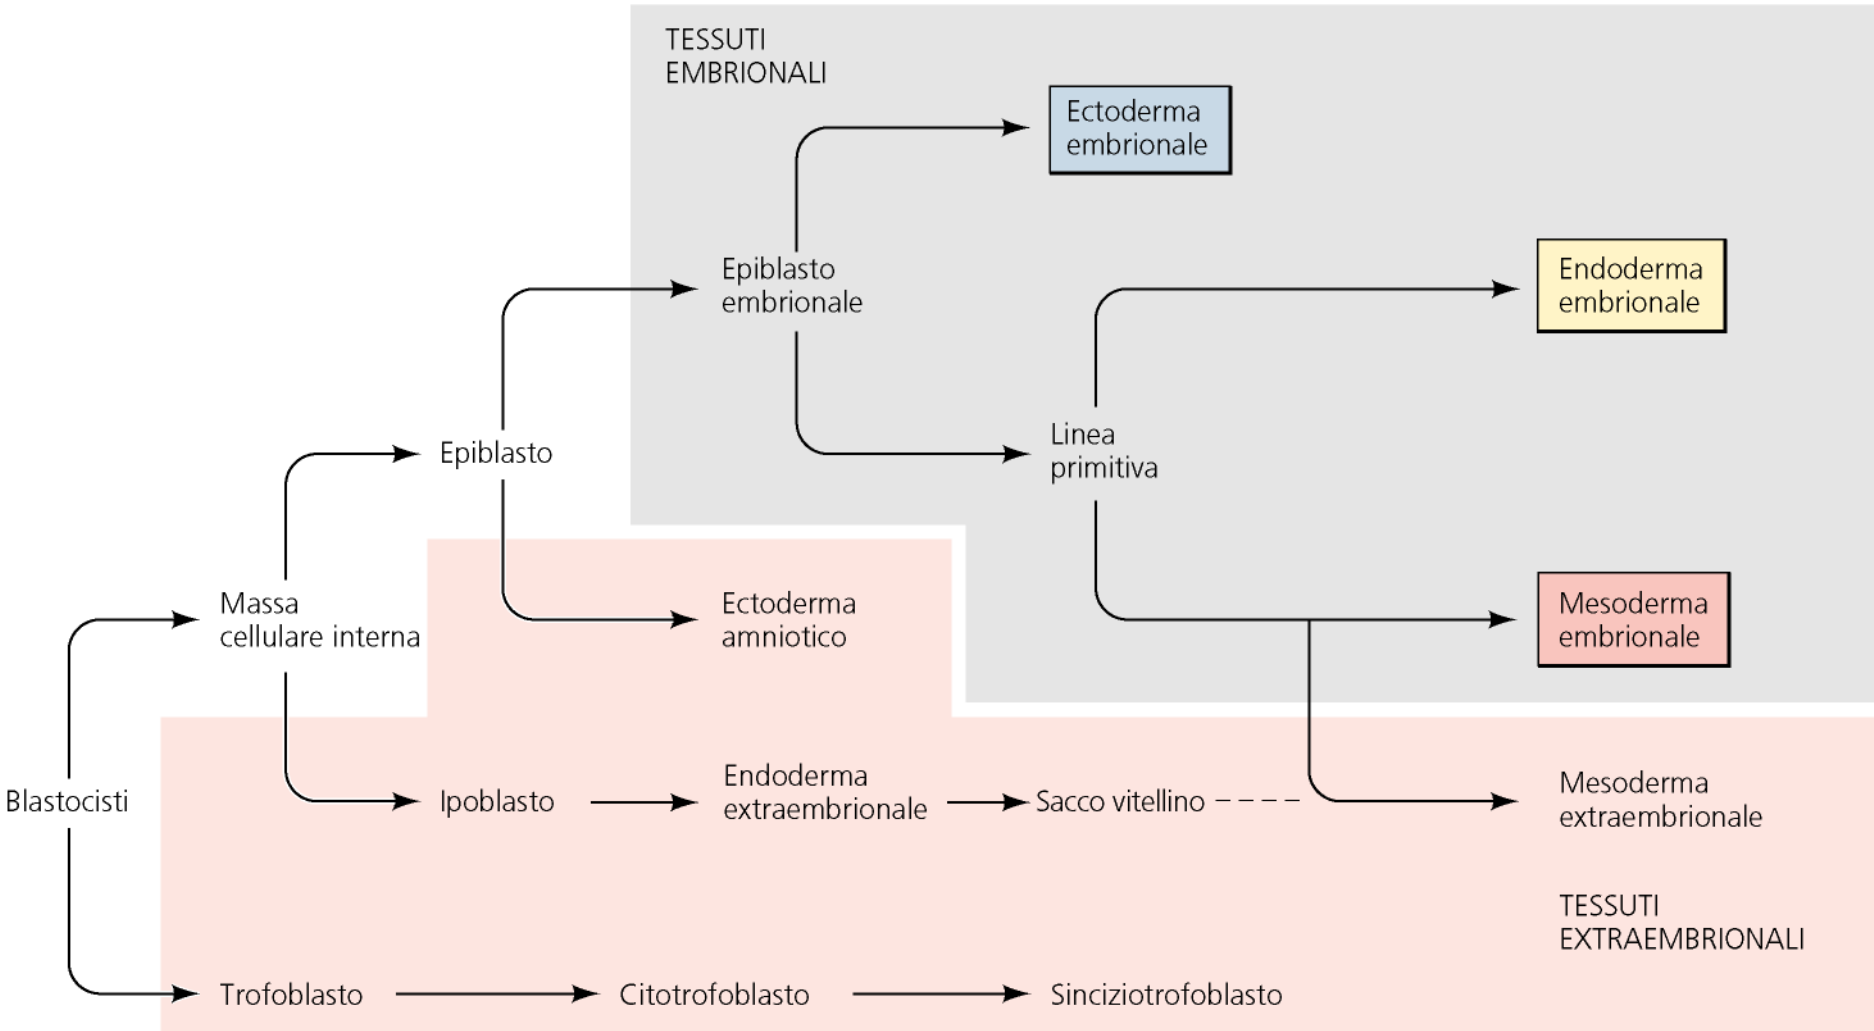 TESSUTI
EMBRIONALI
Ectoderma
embrionale
Epiblasto
embrionale
Endoderma
embrionale
Epiblasto
Linea
primitiva
Massa
cellulare interna
Ectoderma
amniotico
Mesoderma
embrionale
Blastocisti
Ipoblasto
Endoderma
extraembrionale
Sacco vitellino
Mesoderma
extraembrionale
TESSUTI
EXTRAEMBRIONALI
Trofoblasto
Citotrofoblasto
Sinciziotrofoblasto